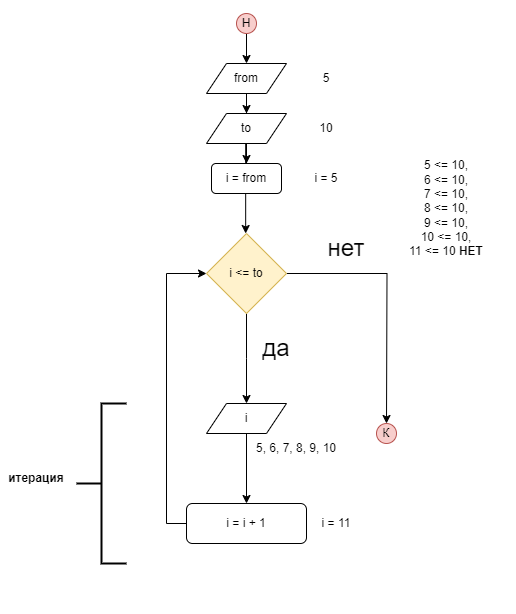 Н
from 5
to 10
i = from i = 5
5 <= 10,
6 <= 10,
7 <= 10,
8 <= 10,
9 <= 10,
10 <= 10,
11 <= 10 НЕТ
i <= to
нет
да
i
К
5, 6, 7, 8, 9, 10
итерация
i = i + 1 i = 11